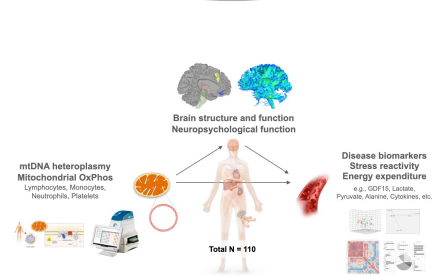 Brain structure and function
Neuropsychological function
mtDNA heteroplasmy
Mitochondrial OxPhos
Lymphocytes, Monocytes,
Neutrophils, Platelets
Disease biomarkers
Stress reactivity
Energy expenditure
e.g., GDF15, Lactate,
Pyruvate, Alanine, Cytokines, etc.
Total N = 110